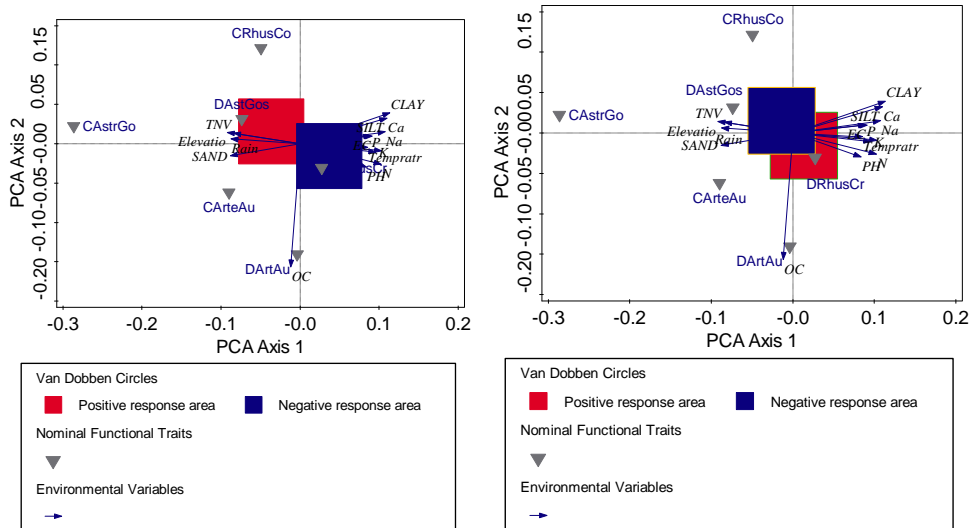 0.15
CRhusCo
0.05
DAstGos
CLAY
TNV
CAstrGo
SILT Ca
PCA Axis 2
-0.00
Elevatio
Rain
ECP Na
K
SAND
Tempratr
PH N
-0.05
CArteAu
-0.10
DArtAu
OC
-0.20
-0.3 -0.2 -0.1 -0.0 0.1 0.2
PCA Axis 1
Van Dobben Circles
Positive response area Negative response area
Nominal Functional Traits
Environmental Variables
0.15
CRhusCo
0.05
DAstGos
CLAY
CAstrGo
TNV
SILT Ca
PCA Axis 2
-0.00
Elevatio
Rain
ECP Na
K
SAND
Tempratr
PH N
-0.05
CArteAu
DRhusCr
-0.10
DArtAu
OC
-0.20
-0.3 -0.2 -0.1 -0.0 0.1 0.2
PCA Axis 1
Van Dobben Circles
Positive response area Negative response area
Nominal Functional Traits
Environmental Variables